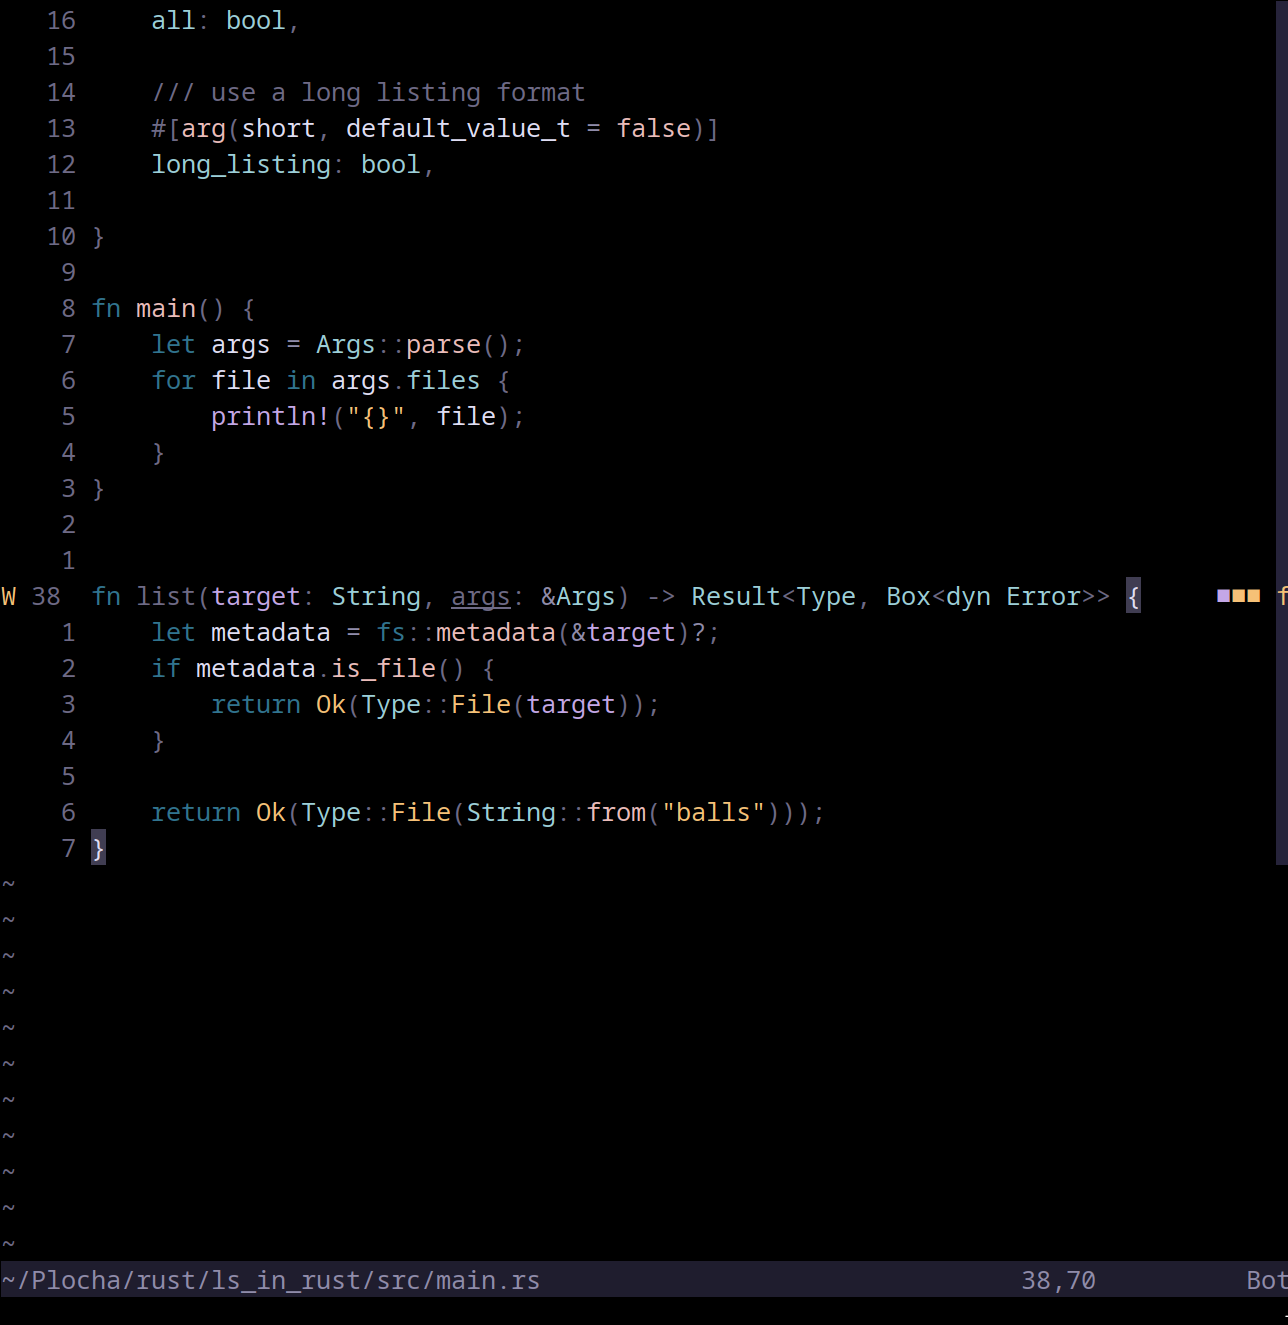 16     all: bool,
15
14     /// use a long listing format
13     #[arg(short, default_value_t = false)]
12     long_listing: bool,
11
10 }
9
8 fn main() {
7     let args = Args::parse();
6     for file in args.files {
5         println!("{}", file);
4     }
3 }
2
1
W 38  fn list(target: String, args: &Args) -> Result<Type, Box<dyn Error>> {     ■■■ f
1     let metadata = fs::metadata(&target)?;
2     if metadata.is_file() {
3         return Ok(Type::File(target));
4     }
5
6     return Ok(Type::File(String::from("balls")));
7 }
~
~
~
~
~
~
~
~
~
~
~
~/Plocha/rust/ls_in_rust/src/main.rs 38,70 Bot